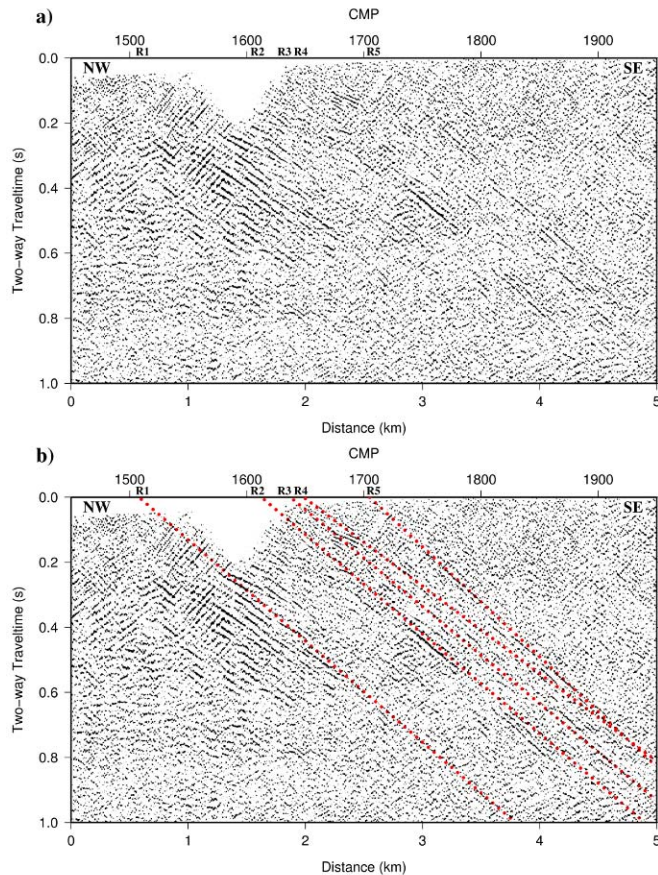 a)
CMP
1500 1600 1700 1800 1900
R1 R2 R3 R4 R5
NW SE
0.0
0.2
0.4
0.6
0.8
1.0
Two-way Traveltime (s)
0 1 2 3 4 5
Distance (km)
b)
CMP
1500 1600 1700 1800 1900
R1 R2 R3 R4 R5
NW SE
0.0
0.2
0.4
0.6
0.8
1.0
Two-way Traveltime (s)
0 1 2 3 4 5
Distance (km)